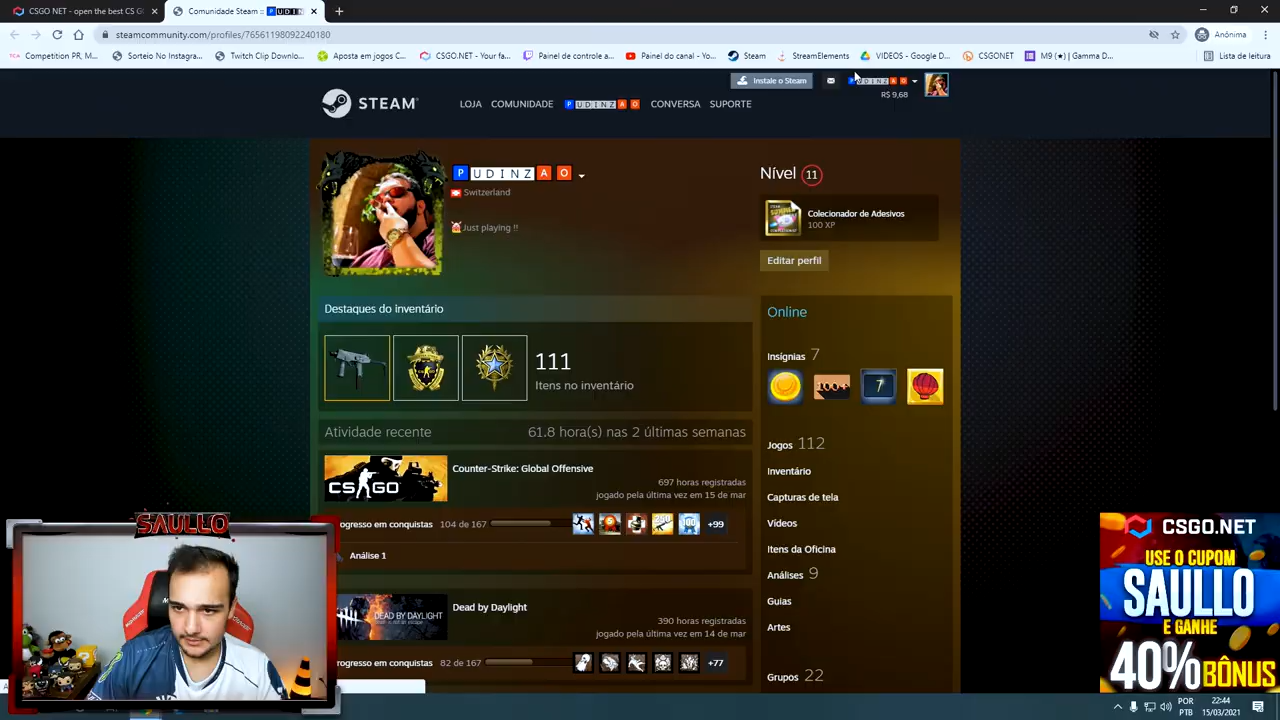 CSGO.NET - open the best CS G
Comunidade Steam :: PUDINZ
steamcommunity.com/profiles/76561198092240180
Anônima
Competition PR, M...
Sorteio No Instagra...
Twitch Clip Downlo...
Aposta em jogos C...
CSGO.NET - Your fa...
Painel de controle a...
Painel do canal - Yo...
Steam
StreamElements
VIDEOS - Google D...
CSGONET
M9 (★) | Gamma D...
Lista de leitura
Instale o Steam
PUDINZAO
R$ 9,68
STEAM
LOJA COMUNIDADE PUDINZAO CONVERSA SUPORTE
PUDINZAO
Switzerland
Just playing !!
Nível 11
Colecionador de Adesivos
100 XP
Editar perfil
Destaques do inventário
111
Itens no inventário
Atividade recente 61.8 hora(s) nas 2 últimas semanas
CS GO
Counter-Strike: Global Offensive
697 horas registradas
jogado pela última vez em 15 de mar
rogresso em conquistas 104 de 167 +99
Análise 1
DEAD BY DAYLIGHT
Dead by Daylight
390 horas registradas
jogado pela última vez em 14 de mar
rogresso em conquistas 82 de 167 +77
Online
Insígnias 7
100+
Jogos 112
Inventário
Capturas de tela
Vídeos
Itens da Oficina
Análises 9
Guias
Artes
Grupos 22
SAULLO
CSGO.NET
USE O CUPOM
SAULLO
E GANHE
40% BÔNUS
POR
PTB
22:44
15/03/2021